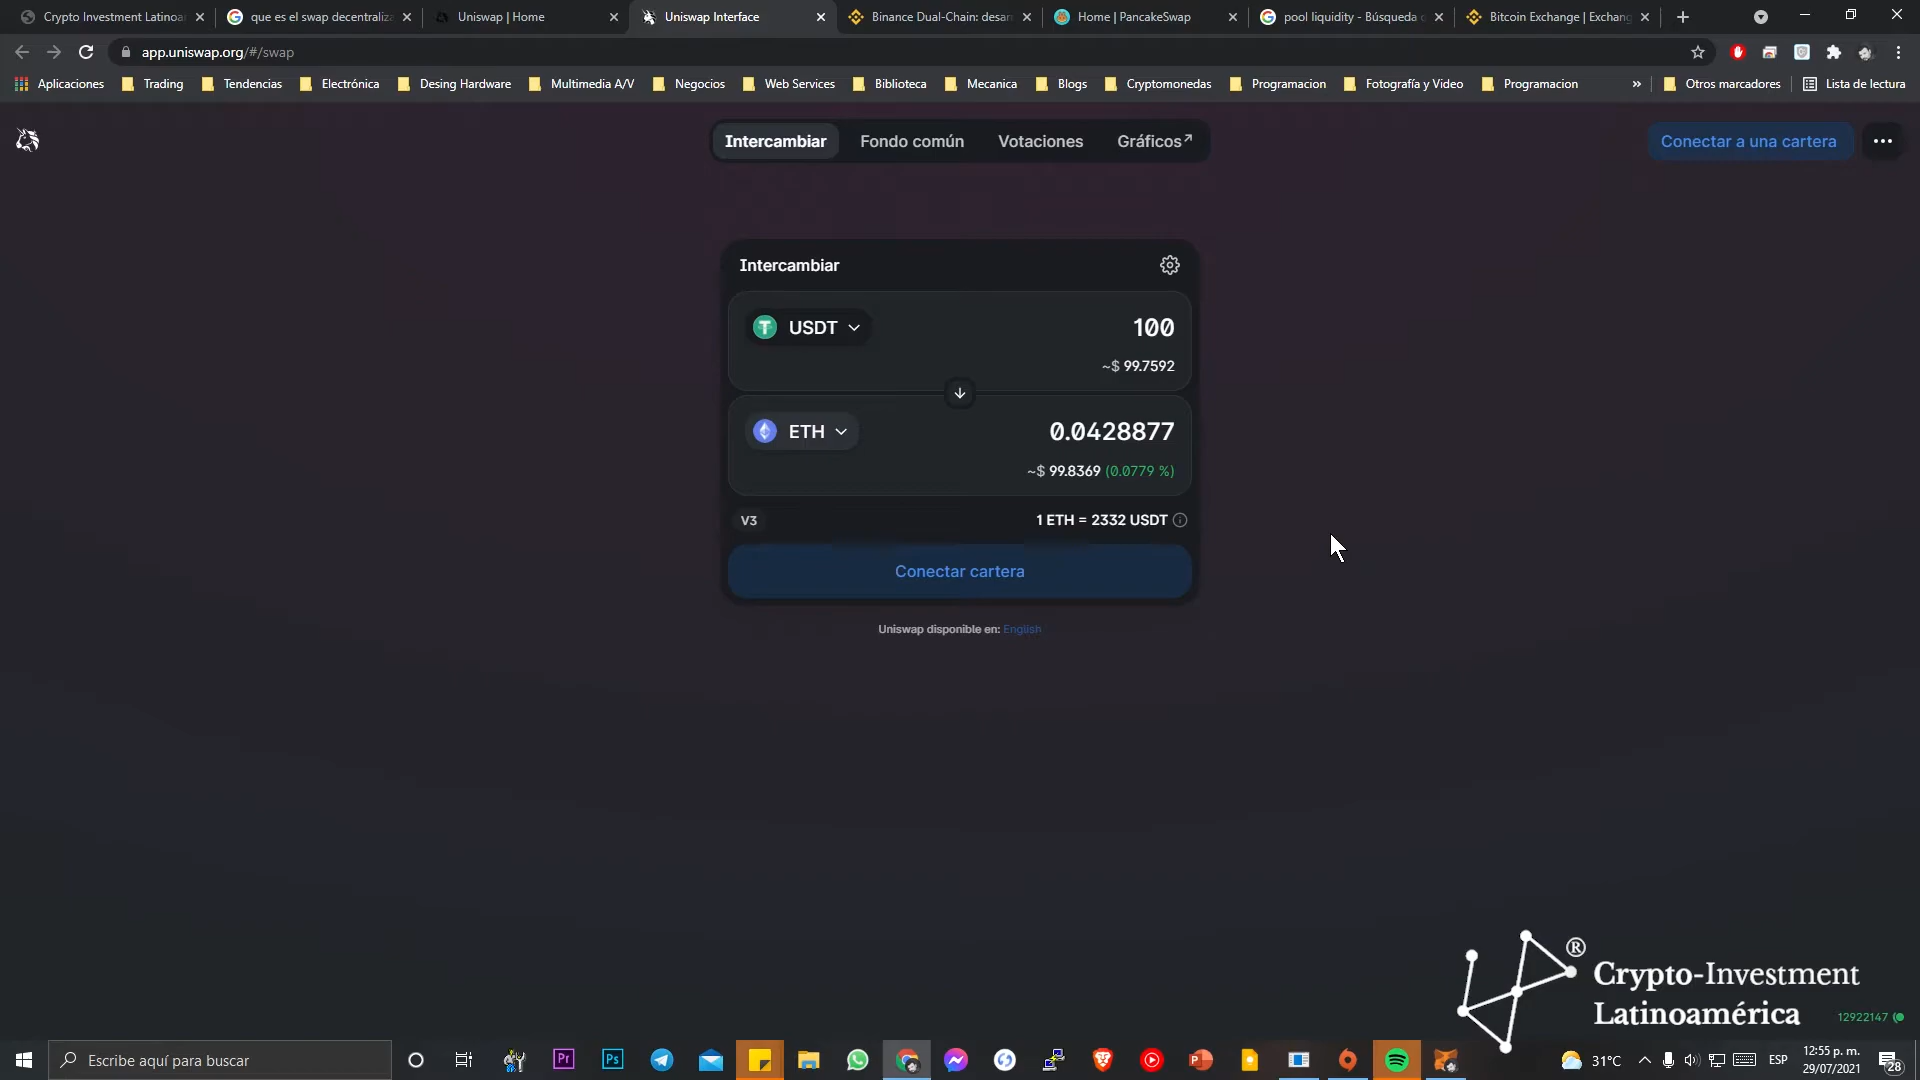 Crypto Investment Latinoa
que es el swap decentraliza
Uniswap | Home
Uniswap Interface
Binance Dual-Chain: desar
Home | PancakeSwap
pool liquidity - Búsqueda d
Bitcoin Exchange | Exchang
app.uniswap.org/#/swap
Aplicaciones
Trading
Tendencias
Electrónica
Desing Hardware
Multimedia A/V
Negocios
Web Services
Biblioteca
Mecanica
Blogs
Cryptomonedas
Programacion
Fotografía y Video
Programacion
»
Otros marcadores
Lista de lectura
Intercambiar
Fondo común
Votaciones
Gráficos↗
Conectar a una cartera
Intercambiar
USDT
100
~$ 99.7592
ETH
0.0428877
~$ 99.8369 (0.0779 %)
V3
1 ETH = 2332 USDT
Conectar cartera
Uniswap disponible en: English
®
Crypto-Investment
Latinoamérica
12922147
Escribe aquí para buscar
Pr
Ps
31°C
ESP
12:55 p. m.
29/07/2021
28